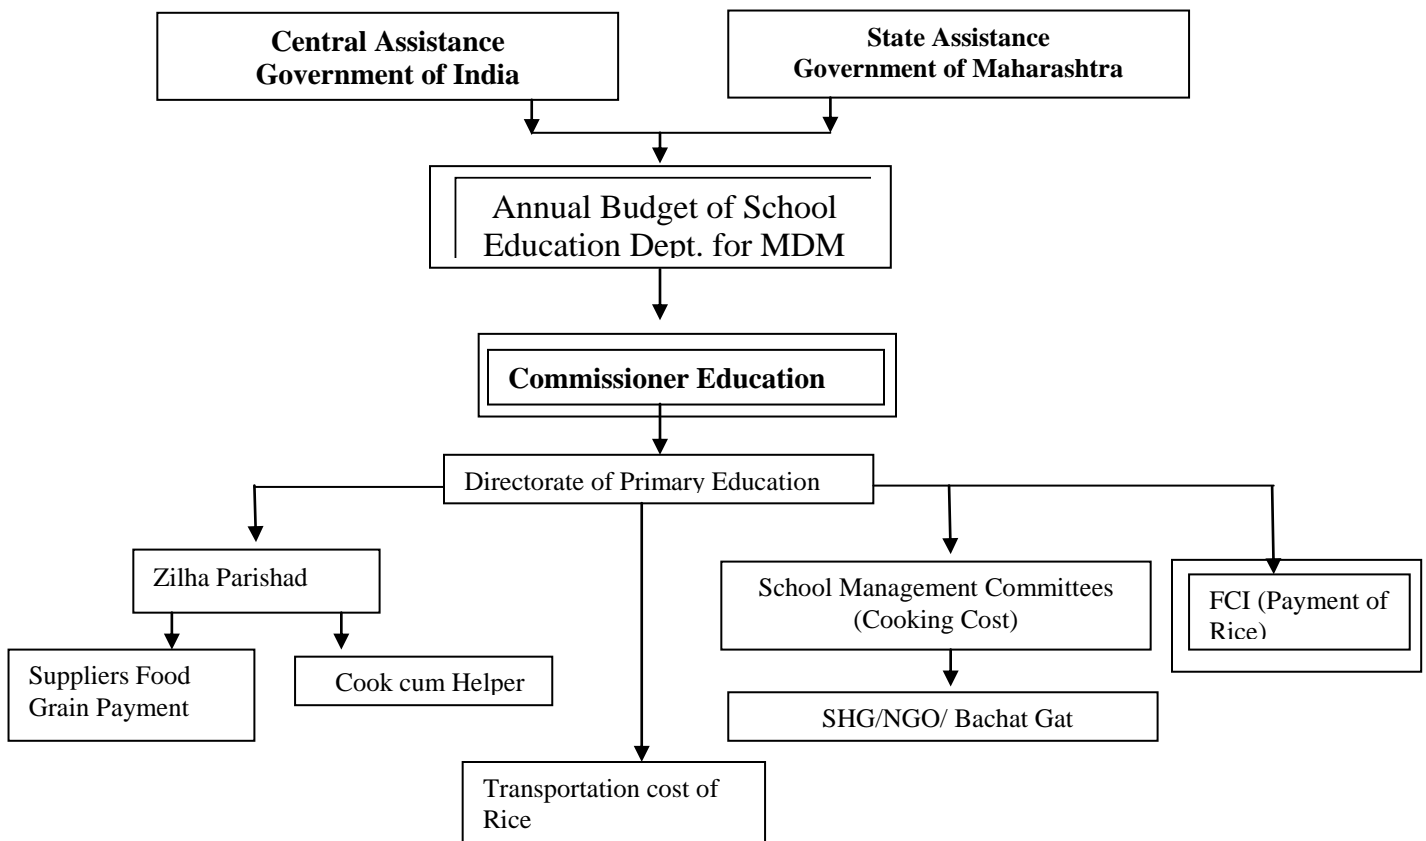 Central Assistance
Government of India
State Assistance
Government of Maharashtra
Annual Budget of School
Education Dept. for MDM
Commissioner Education
Directorate of Primary Education
Zilha Parishad
School Management Committees
(Cooking Cost)
FCI (Payment of
Rice)
Suppliers Food
Grain Payment
Cook cum Helper
SHG/NGO/ Bachat Gat
Transportation cost of
Rice